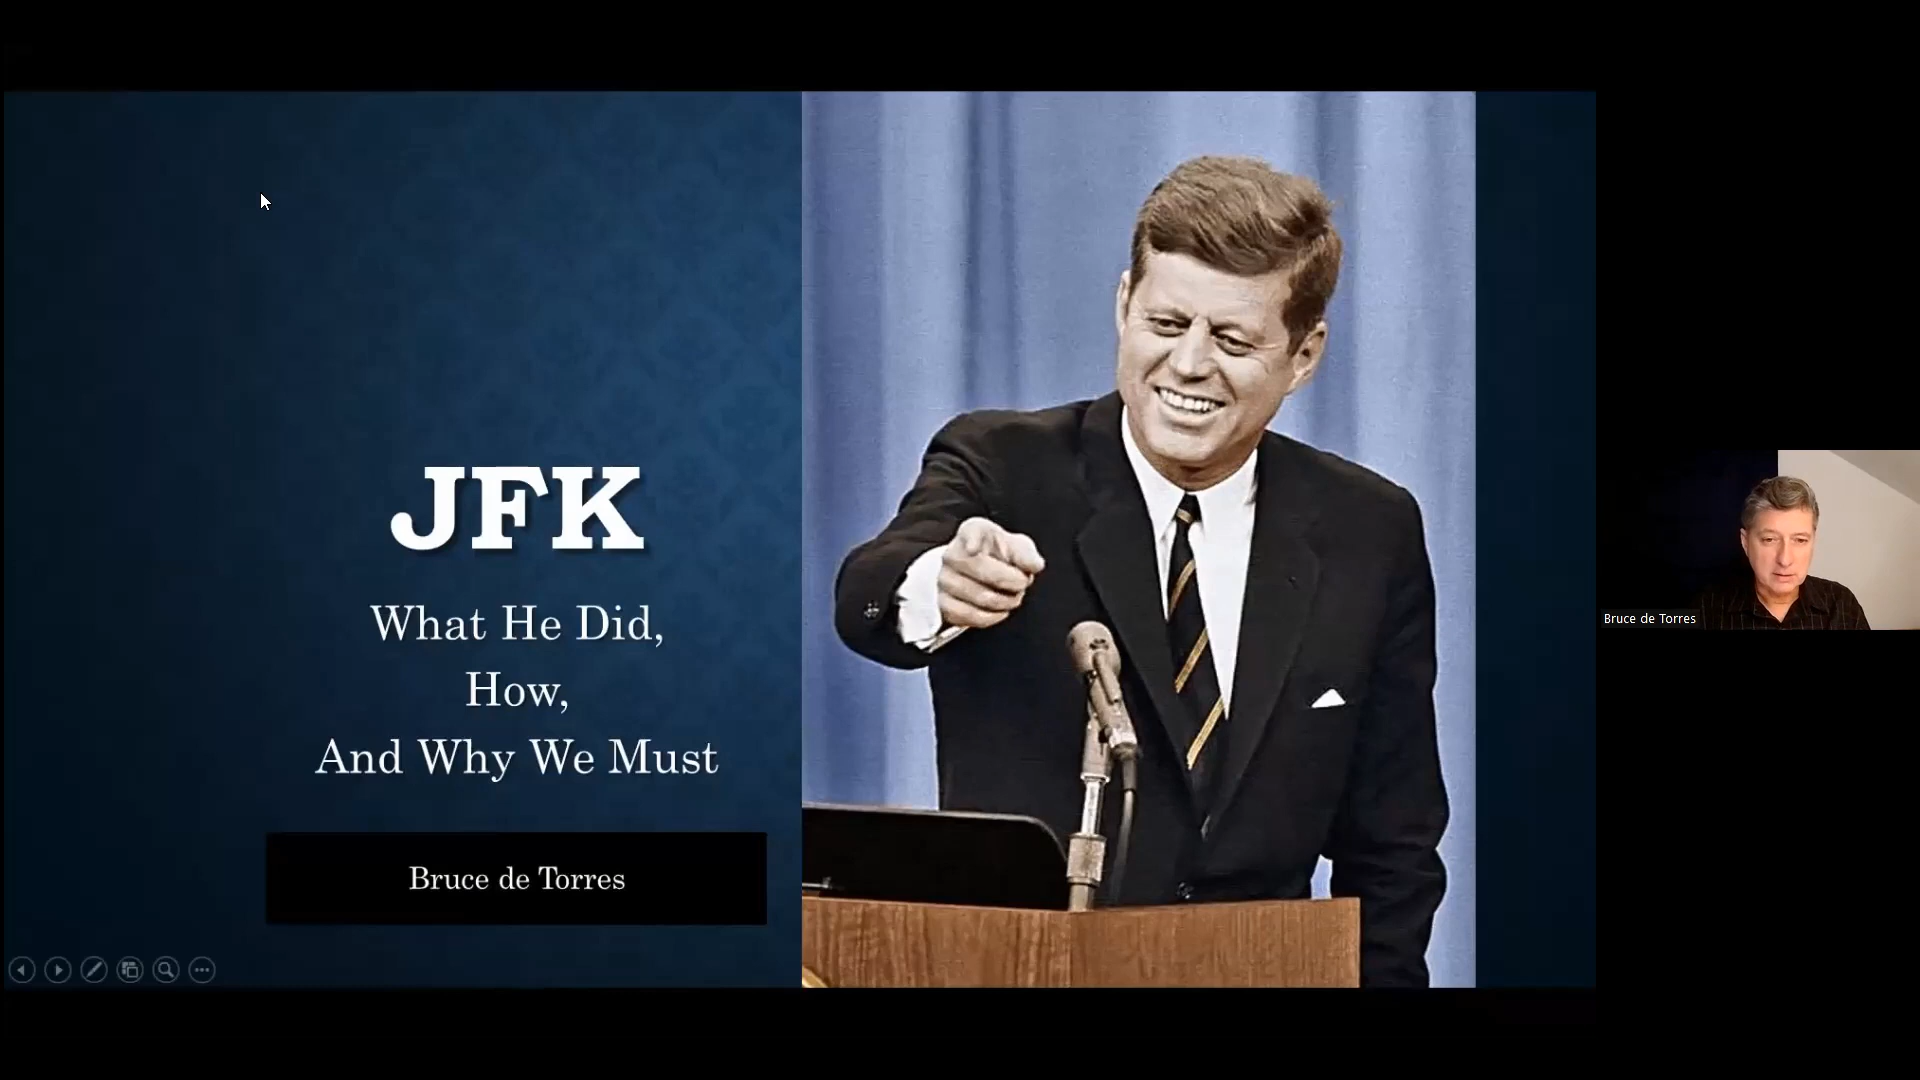 JFK
What He Did,
How,
And Why We Must
Bruce de Torres
Bruce de Torres